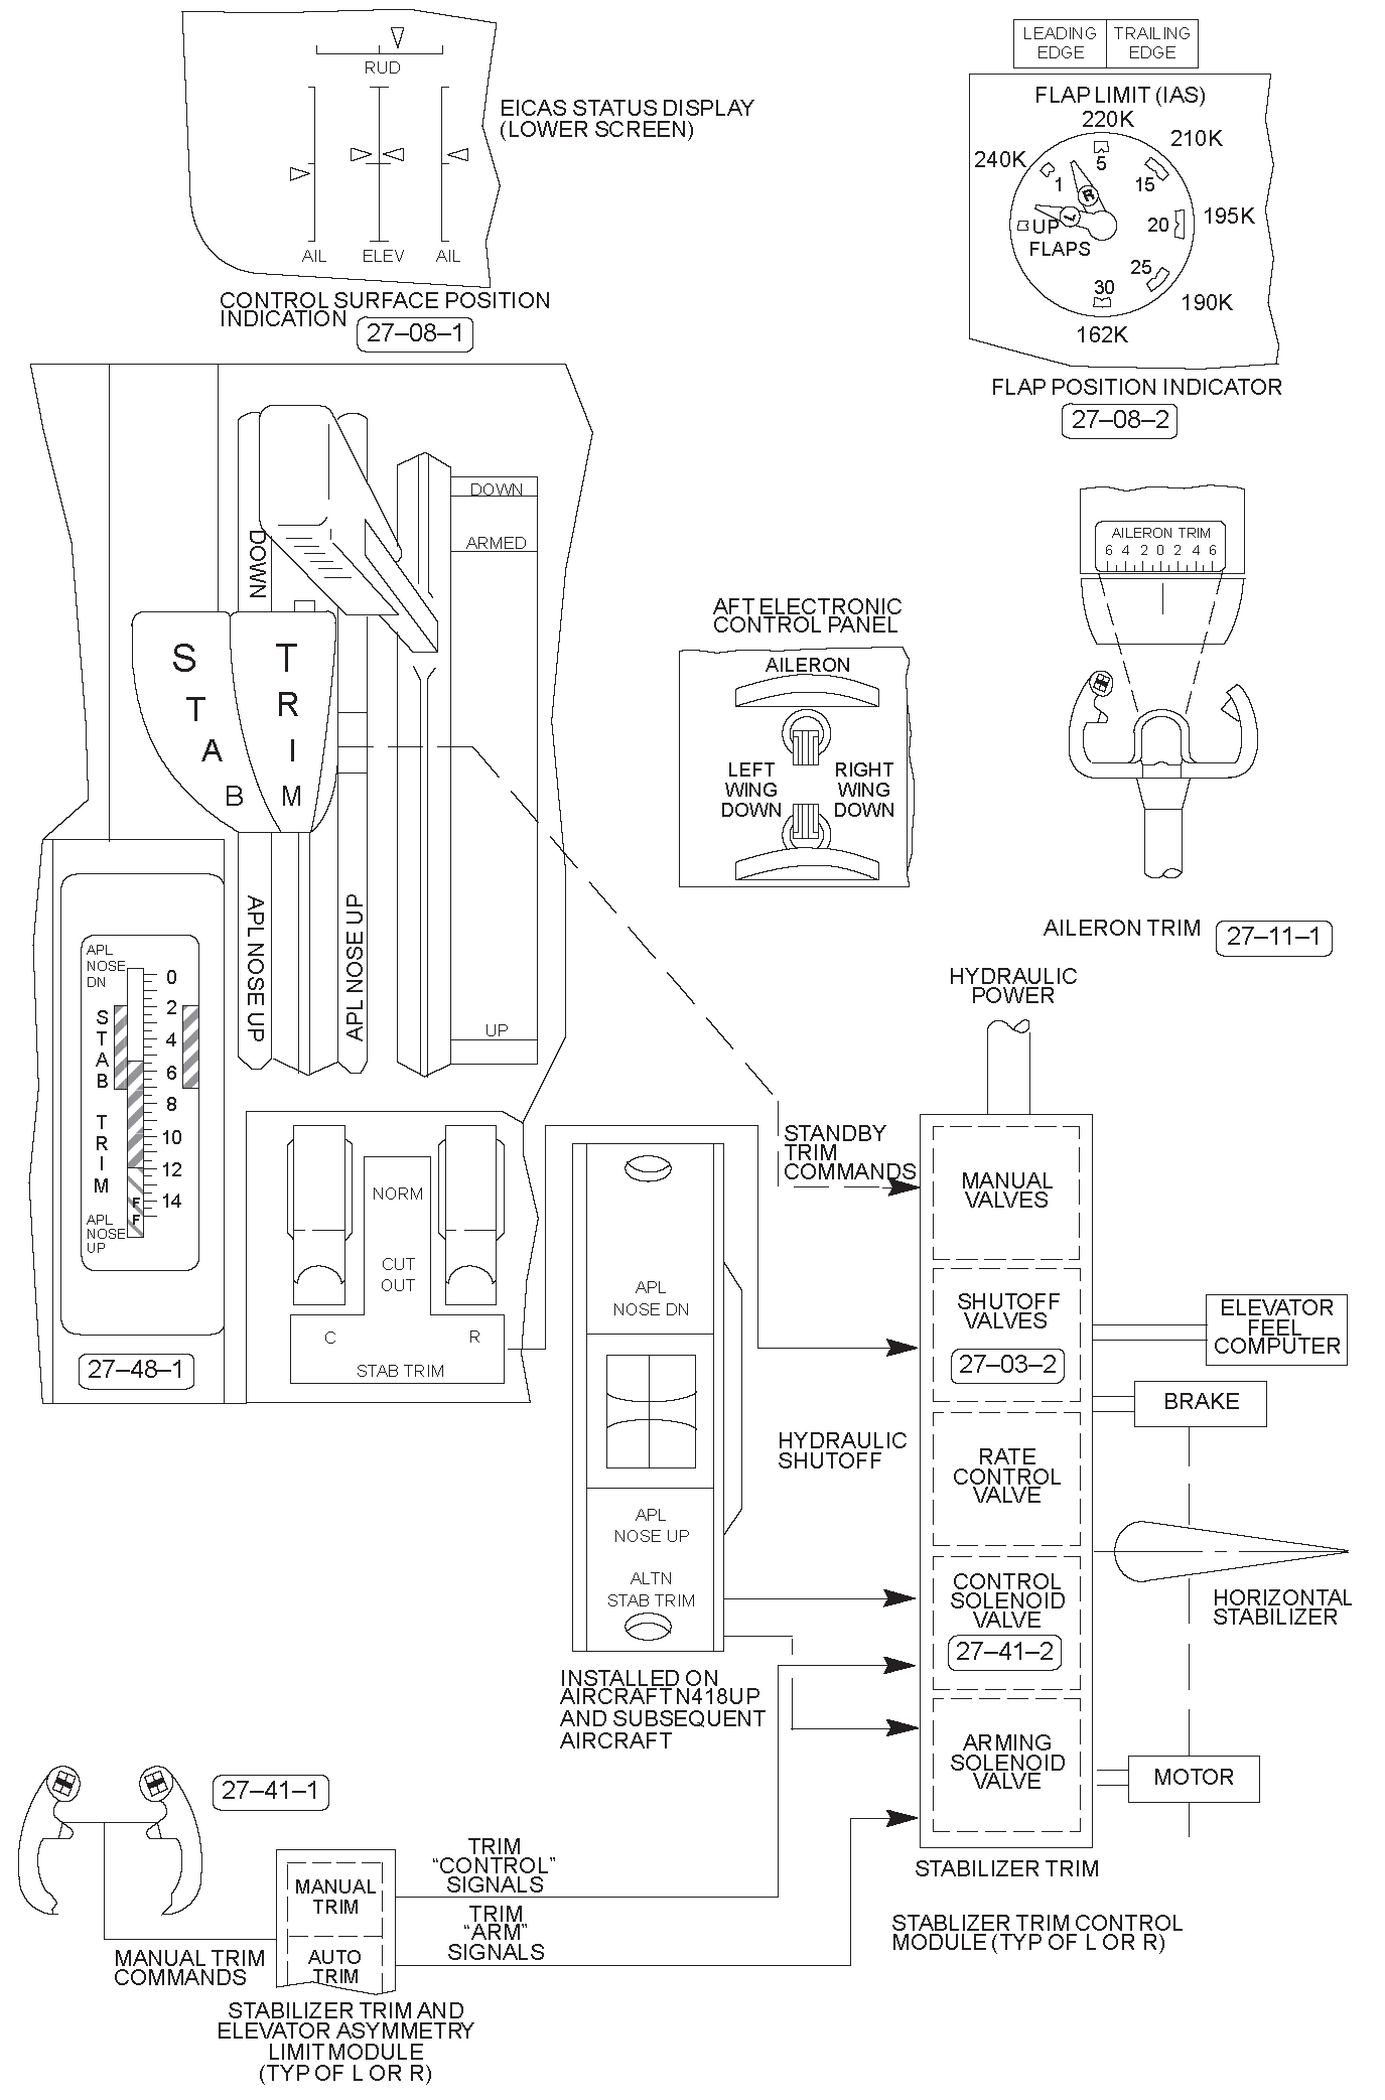 RUD
AIL
ELEV
AIL
EICAS STATUS DISPLAY
(LOWER SCREEN)
CONTROL SURFACE POSITION
INDICATION
27–08–1
LEADING
EDGE
TRAILING
EDGE
FLAP LIMIT (IAS)
220K
210K
240K
195K
190K
162K
5
1
15
20
25
30
R
L
UP
FLAPS
FLAP POSITION INDICATOR
27–08–2
DOWN
ARMED
UP
DOWN
STAB
TRIM
APL NOSE UP
APL NOSE UP
APL
NOSE
DN
STAB TRIM
0
2
4
6
8
10
12
14
F
F
APL
NOSE
UP
27–48–1
NORM
CUT
OUT
C
R
STAB TRIM
AFT ELECTRONIC
CONTROL PANEL
AILERON
LEFT
WING
DOWN
RIGHT
WING
DOWN
AILERON TRIM
6 4 2 0 2 4 6
AILERON TRIM
27–11–1
HYDRAULIC
POWER
STANDBY
TRIM
COMMANDS
MANUAL
VALVES
SHUTOFF
VALVES
27–03–2
RATE
CONTROL
VALVE
CONTROL
SOLENOID
VALVE
27–41–2
ARMING
SOLENOID
VALVE
ELEVATOR
FEEL
COMPUTER
BRAKE
HORIZONTAL
STABILIZER
MOTOR
HYDRAULIC
SHUTOFF
APL
NOSE DN
APL
NOSE UP
ALTN
STAB TRIM
INSTALLED ON
AIRCRAFT N418UP
AND SUBSEQUENT
AIRCRAFT
STABILIZER TRIM
STABLIZER TRIM CONTROL
MODULE (TYP OF L OR R)
27–41–1
TRIM
“CONTROL”
SIGNALS
TRIM
“ARM”
SIGNALS
MANUAL
TRIM
AUTO
TRIM
MANUAL TRIM
COMMANDS
STABILIZER TRIM AND
ELEVATOR ASYMMETRY
LIMIT MODULE
(TYP OF L OR R)